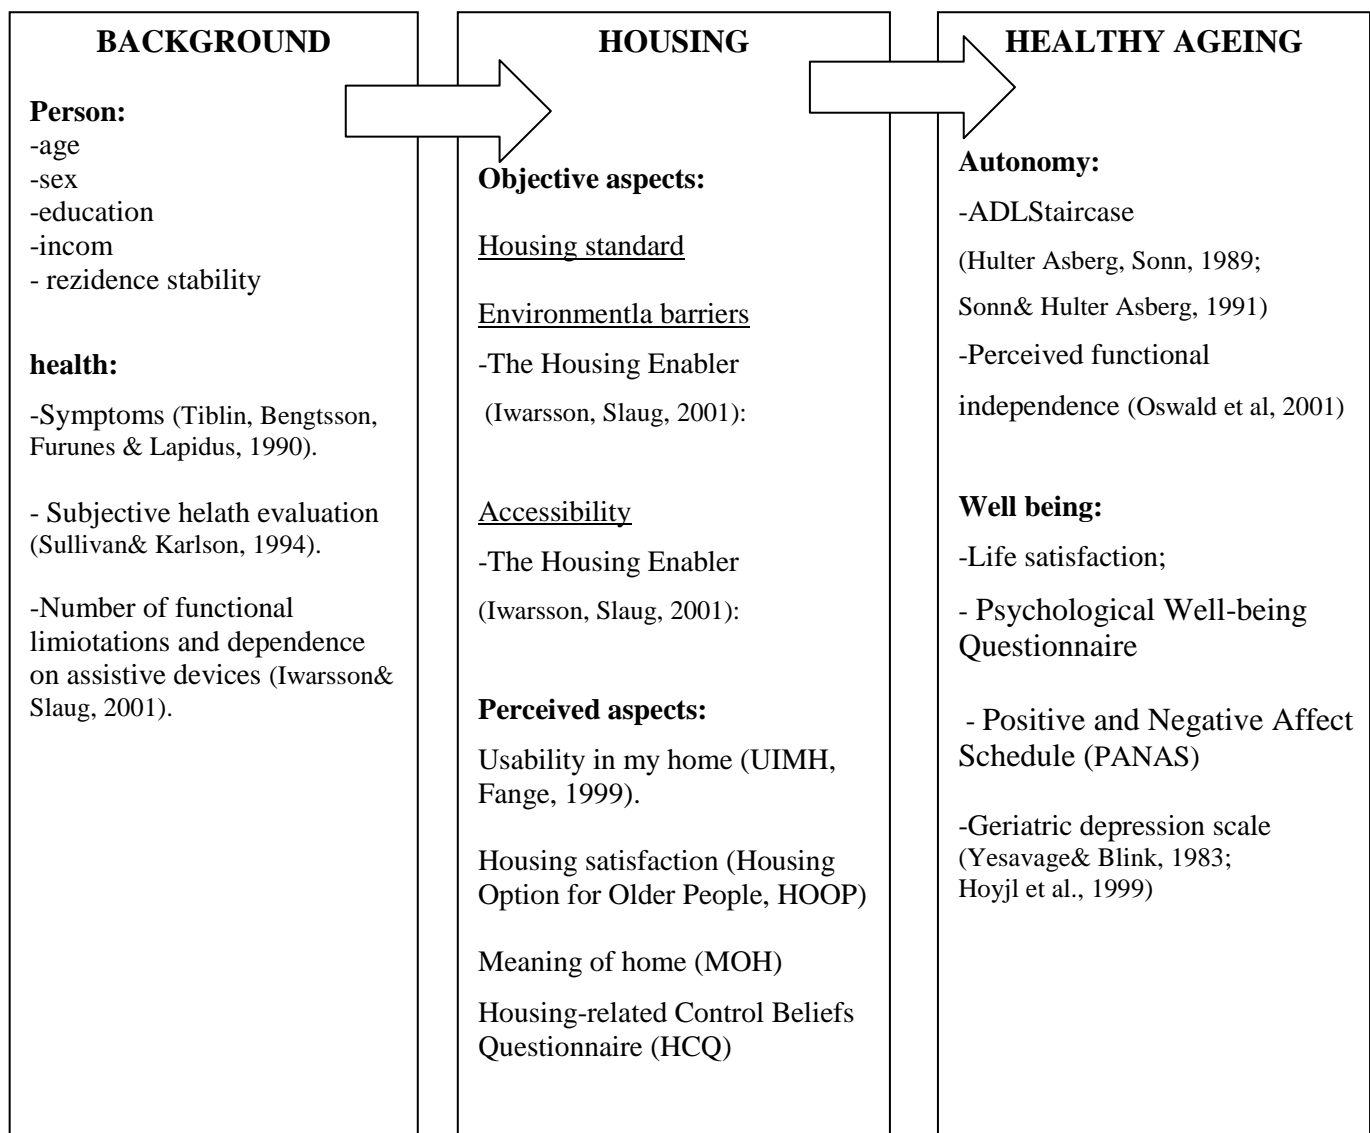 BACKGROUND
Person:
-age
-sex
-education
-incom
- rezidence stability
health:
-Symptoms (Tiblin, Bengtsson,
Furunes & Lapidus, 1990).
- Subjective helath evaluation
(Sullivan& Karlson, 1994).
-Number of functional
limiotations and dependence
on assistive devices (Iwarsson&
Slaug, 2001).
HOUSING
Objective aspects:
Housing standard
Environmentla barriers
-The Housing Enabler
(Iwarsson, Slaug, 2001):
Accessibility
-The Housing Enabler
(Iwarsson, Slaug, 2001):
Perceived aspects:
Usability in my home (UIMH,
Fange, 1999).
Housing satisfaction (Housing
Option for Older People, HOOP)
Meaning of home (MOH)
Housing-related Control Beliefs
Questionnaire (HCQ)
HEALTHY AGEING
Autonomy:
-ADLStaircase
(Hulter Asberg, Sonn, 1989;
Sonn& Hulter Asberg, 1991)
-Perceived functional
independence (Oswald et al, 2001)
Well being:
-Life satisfaction;
- Psychological Well-being
Questionnaire
- Positive and Negative Affect
Schedule (PANAS)
-Geriatric depression scale
(Yesavage& Blink, 1983;
Hoyjl et al., 1999)